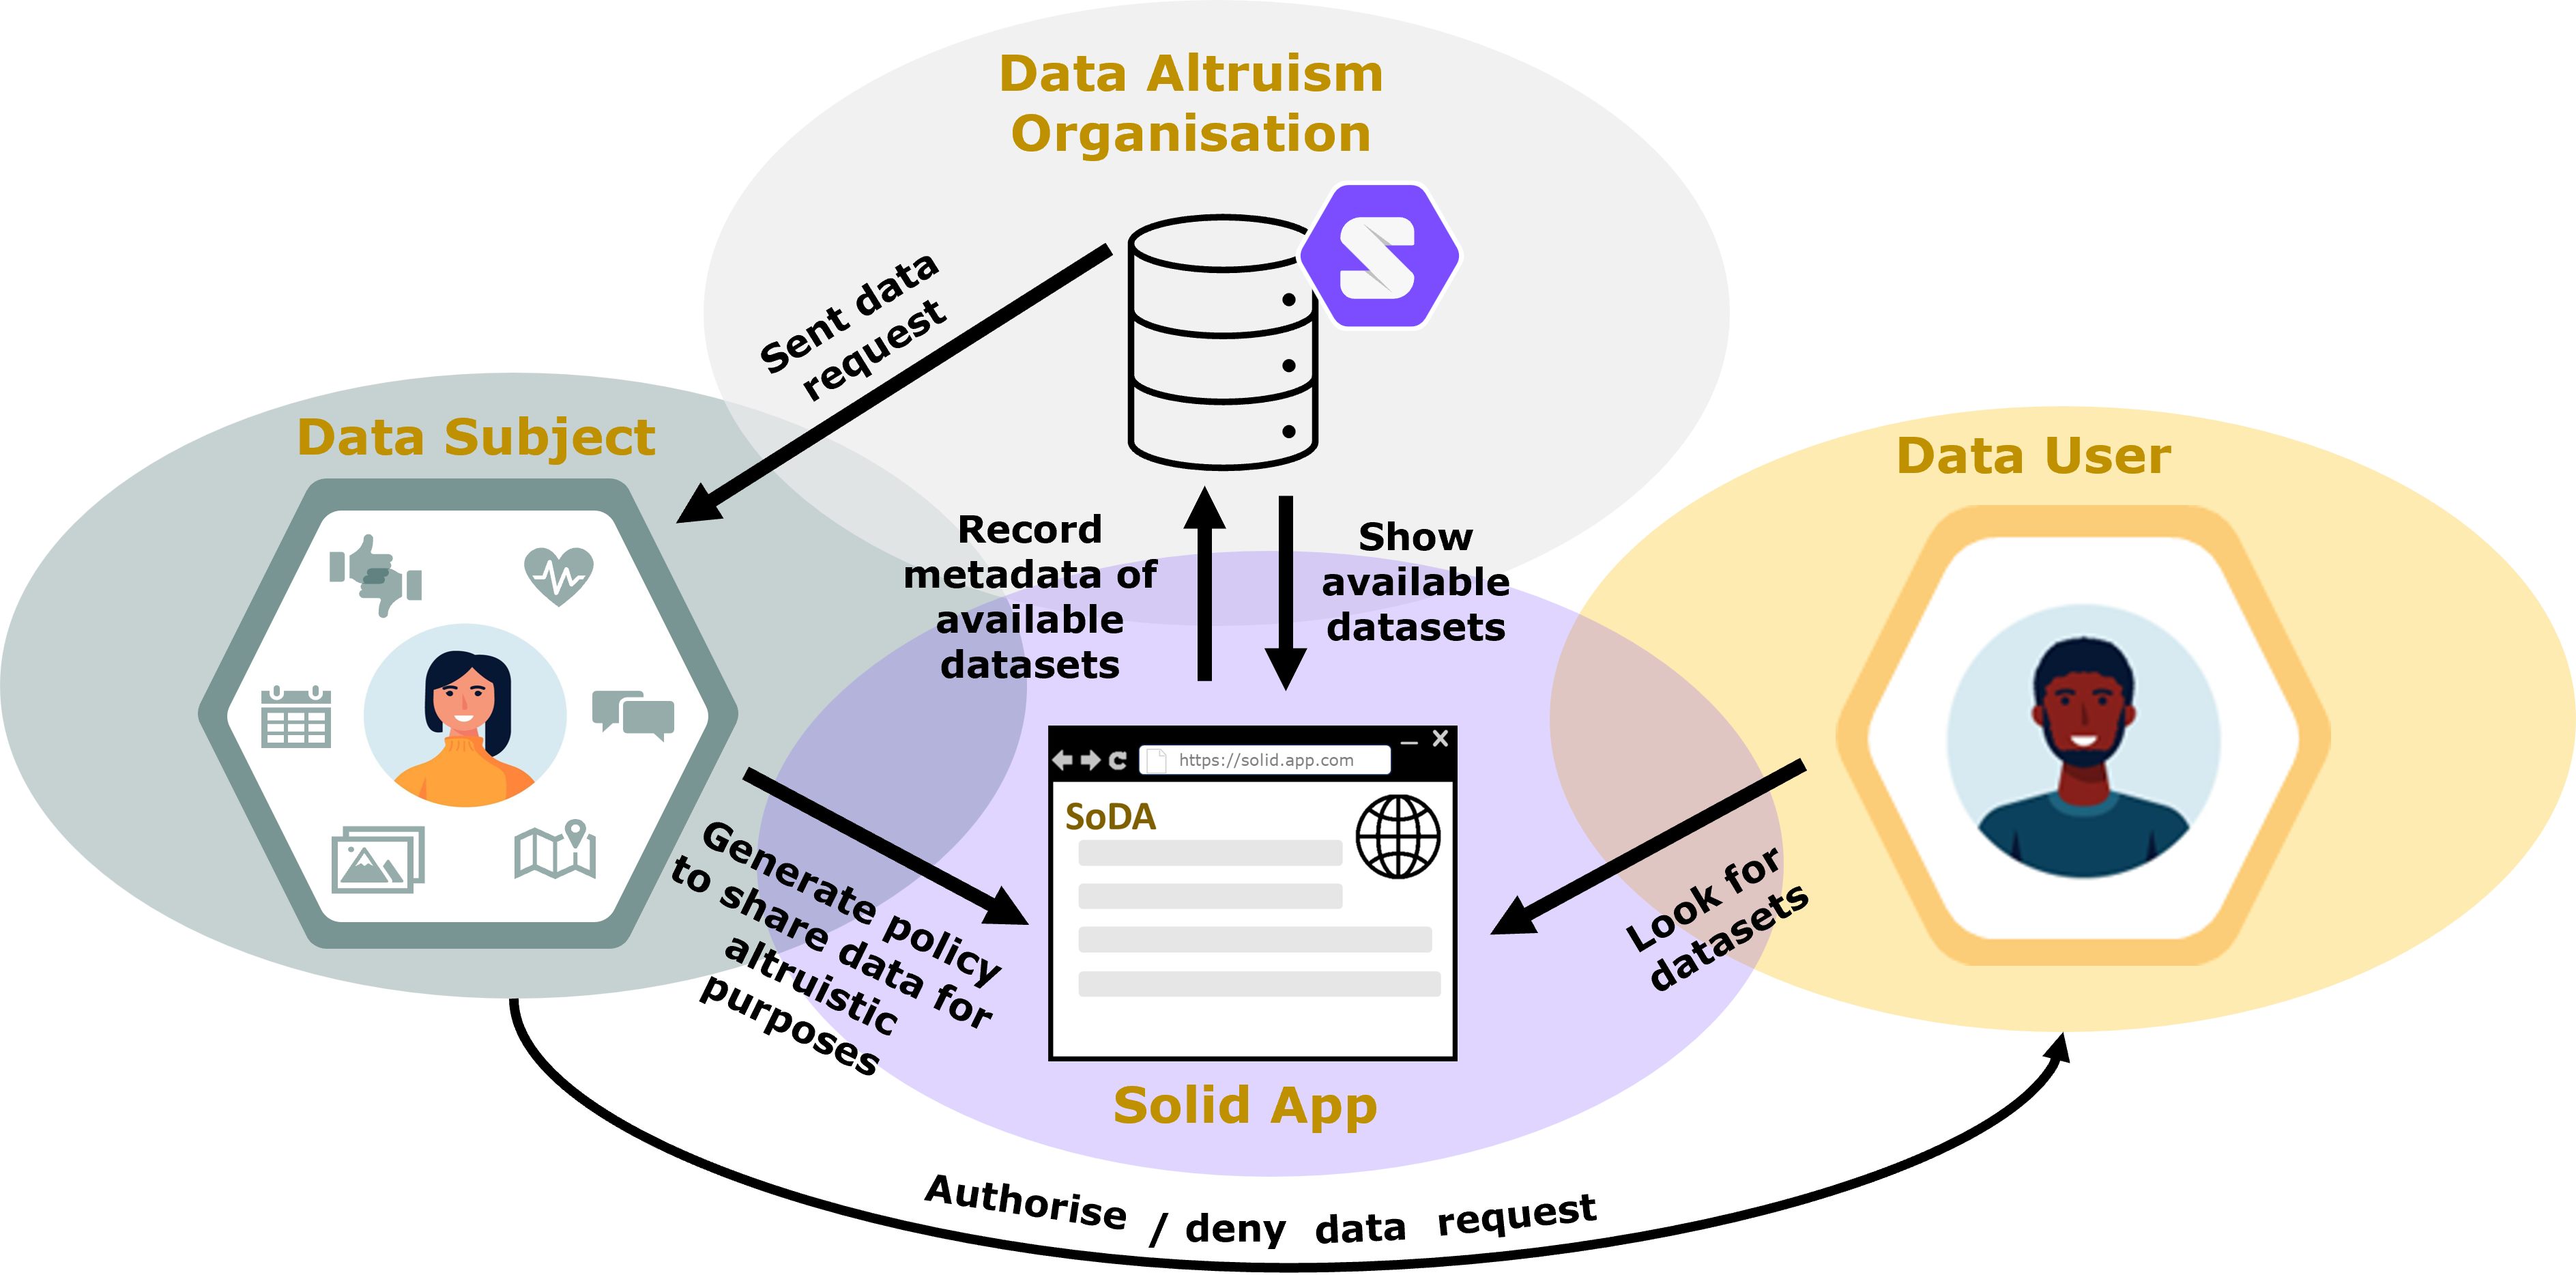 Data Altruism
Organisation
Sent data
request
Data Subject
Data User
Record
metadata of
available
datasets
Show
available
datasets
https://solid.app.com
SoDA
Generate policy
to share data for
altruistic
purposes
Look for
datasets
Solid App
Authorise / deny data request